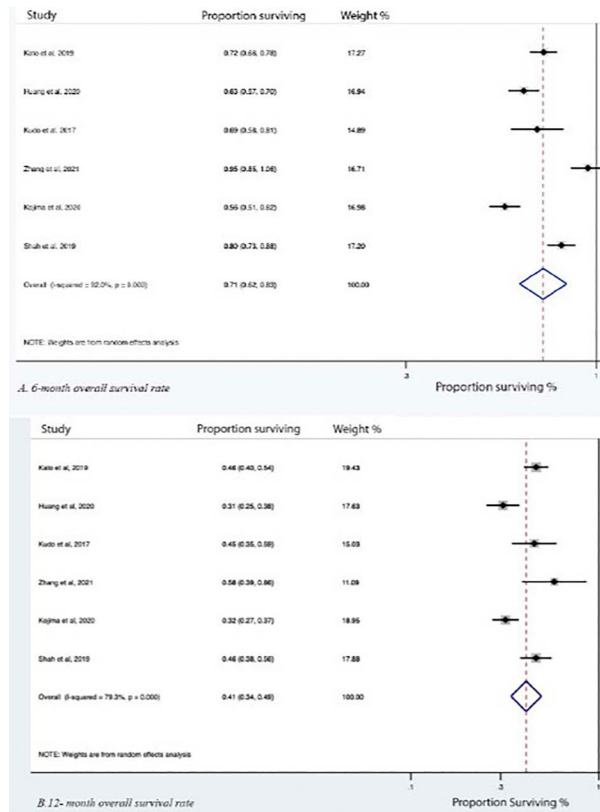 Study Proportion surviving Weight %
Kato et al, 2019 0.72 (0.66, 0.78) 17.27
Huang et al, 2020 0.63 (0.57, 0.70) 16.94
Kudo et al, 2017 0.69 (0.58, 0.81) 14.89
Zhang et al, 2021 0.95 (0.85, 1.06) 16.71
Kojima et al, 2020 0.56 (0.51, 0.62) 16.98
Shah et al, 2019 0.80 (0.73, 0.88) 17.20
Overall (I-squared = 92.0%, p = 0.000) 0.71 (0.62, 0.83) 100.00
NOTE: Weights are from random effects analysis
.3 1
A. 6-month overall survival rate Proportion surviving %
Study Proportion surviving Weight %
Kato et al, 2019 0.46 (0.40, 0.54) 19.43
Huang et al, 2020 0.31 (0.25, 0.38) 17.63
Kudo et al, 2017 0.45 (0.35, 0.59) 15.03
Zhang et al, 2021 0.58 (0.39, 0.86) 11.09
Kojima et al, 2020 0.32 (0.27, 0.37) 18.95
Shah et al, 2019 0.46 (0.38, 0.56) 17.88
Overall (I-squared = 79.3%, p = 0.000) 0.41 (0.34, 0.49) 100.00
NOTE: Weights are from random effects analysis
.1 .3 1
B.12- month overall survival rate Proportion Surviving %